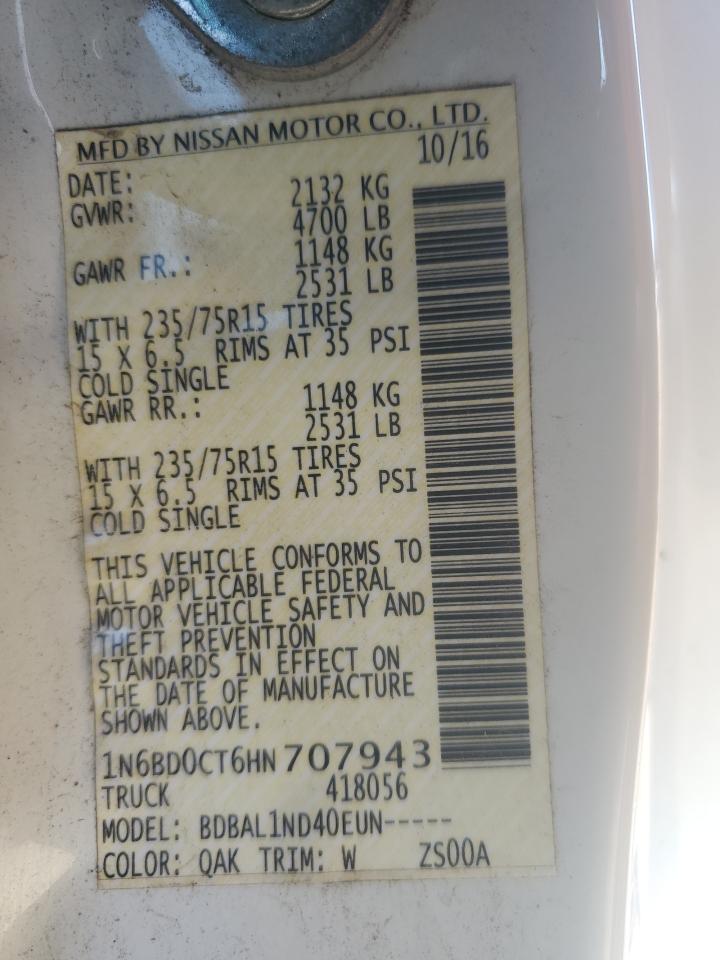 MFD BY NISSAN MOTOR CO., LTD.
10/16
DATE:
2132 KG
GVWR:
4700 LB
1148 KG
GAWR FR.:
2531 LB
WITH 235/75R15 TIRES
15 X 6.5 RIMS AT 35 PSI
COLD SINGLE
GAWR RR.:
1148 KG
2531 LB
WITH 235/75R15 TIRES
15 X 6.5 RIMS AT 35 PSI
COLD SINGLE
THIS VEHICLE CONFORMS TO
ALL APPLICABLE FEDERAL
MOTOR VEHICLE SAFETY AND
THEFT PREVENTION
STANDARDS IN EFFECT ON
THE DATE OF MANUFACTURE
SHOWN ABOVE.
1N6BD0CT6HN707943
TRUCK 418056
MODEL: BDBAL1ND40EUN-----
COLOR: QAK TRIM: W ZS00A